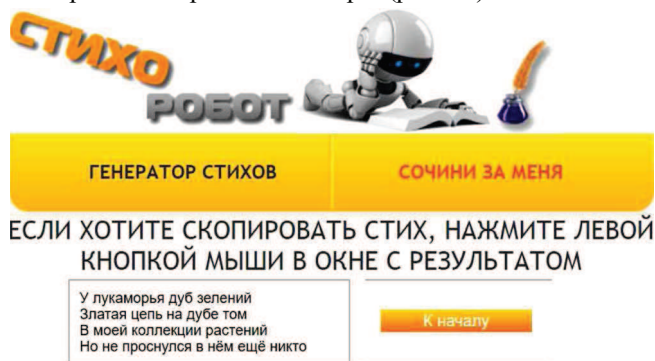 СТИХО
РОБОТ
ГЕНЕРАТОР СТИХОВ
СОЧИНИ ЗА МЕНЯ
ЕСЛИ ХОТИТЕ СКОПИРОВАТЬ СТИХ, НАЖМИТЕ ЛЕВОЙ
КНОПКОЙ МЫШИ В ОКНЕ С РЕЗУЛЬТАТОМ
У лукаморья дуб зелений
Златая цепь на дубе том
В моей коллекции растений
Но не проснулся в нём ещё никто
К началу